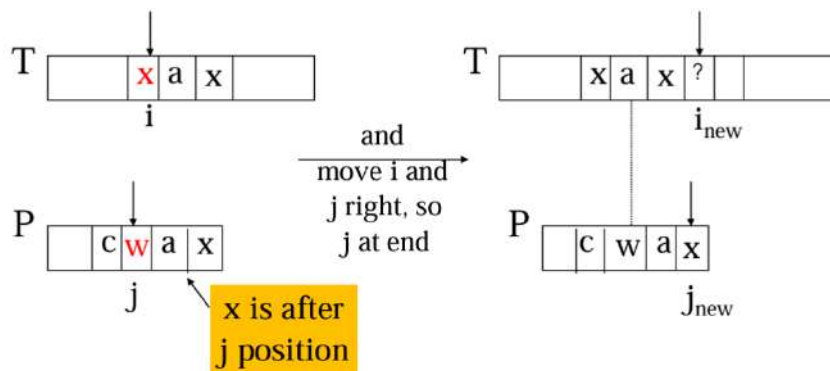 T x a x
i
P c w a x
j
x is after
j position
and
move i and
j right, so
j at end
T x a x ?
i new
P c w a x
j new